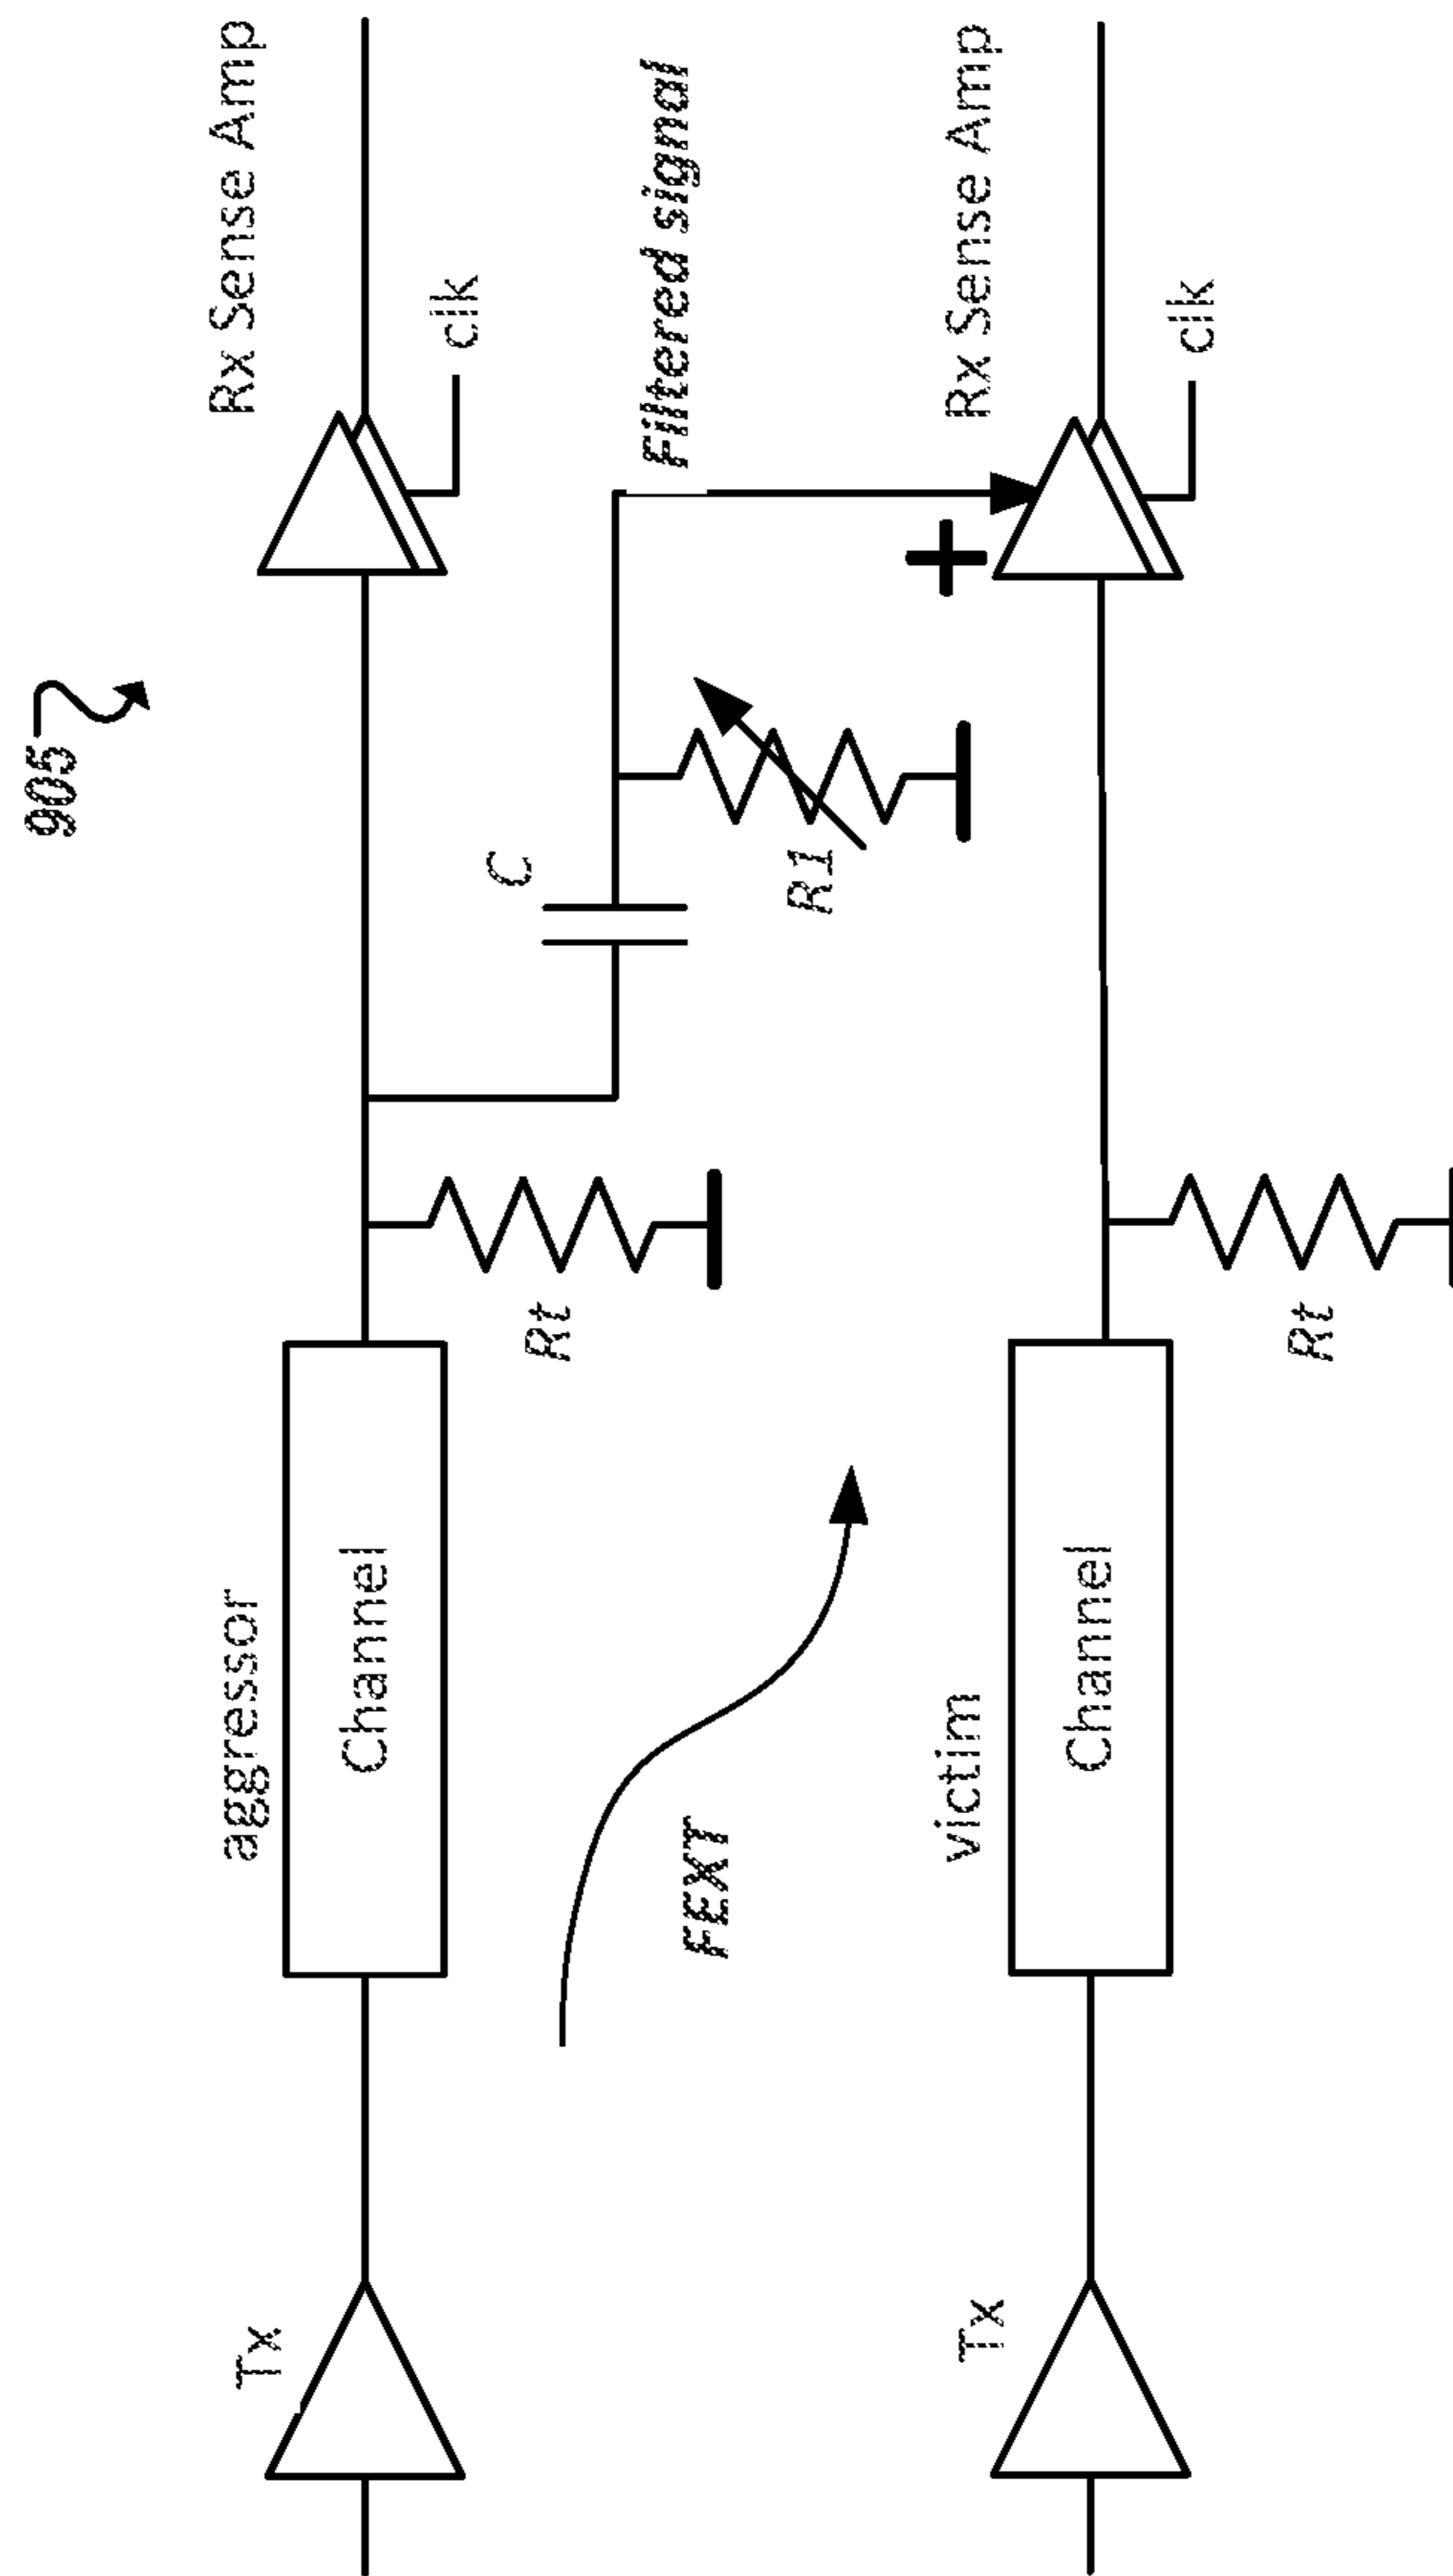 905
Tx
aggressor
Channel
Rt
C
R1
Rx Sense Amp
clk
FEXT
Filtered signal
Tx
victim
Channel
Rt
+
Rx Sense Amp
clk